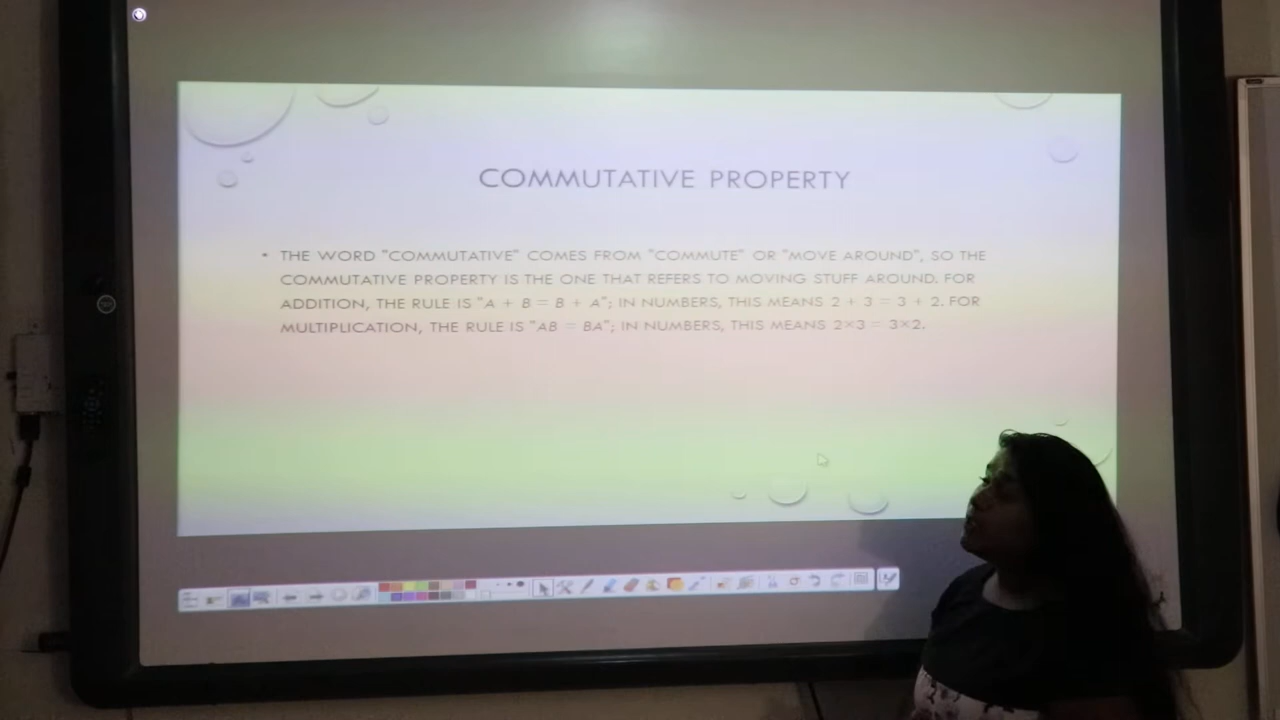 COMMUTATIVE PROPERTY
• THE WORD "COMMUTATIVE" COMES FROM "COMMUTE" OR "MOVE AROUND", SO THE
COMMUTATIVE PROPERTY IS THE ONE THAT REFERS TO MOVING STUFF AROUND. FOR
ADDITION, THE RULE IS "A + B = B + A"; IN NUMBERS, THIS MEANS 2 + 3 = 3 + 2. FOR
MULTIPLICATION, THE RULE IS "AB = BA"; IN NUMBERS, THIS MEANS 2×3 = 3×2.